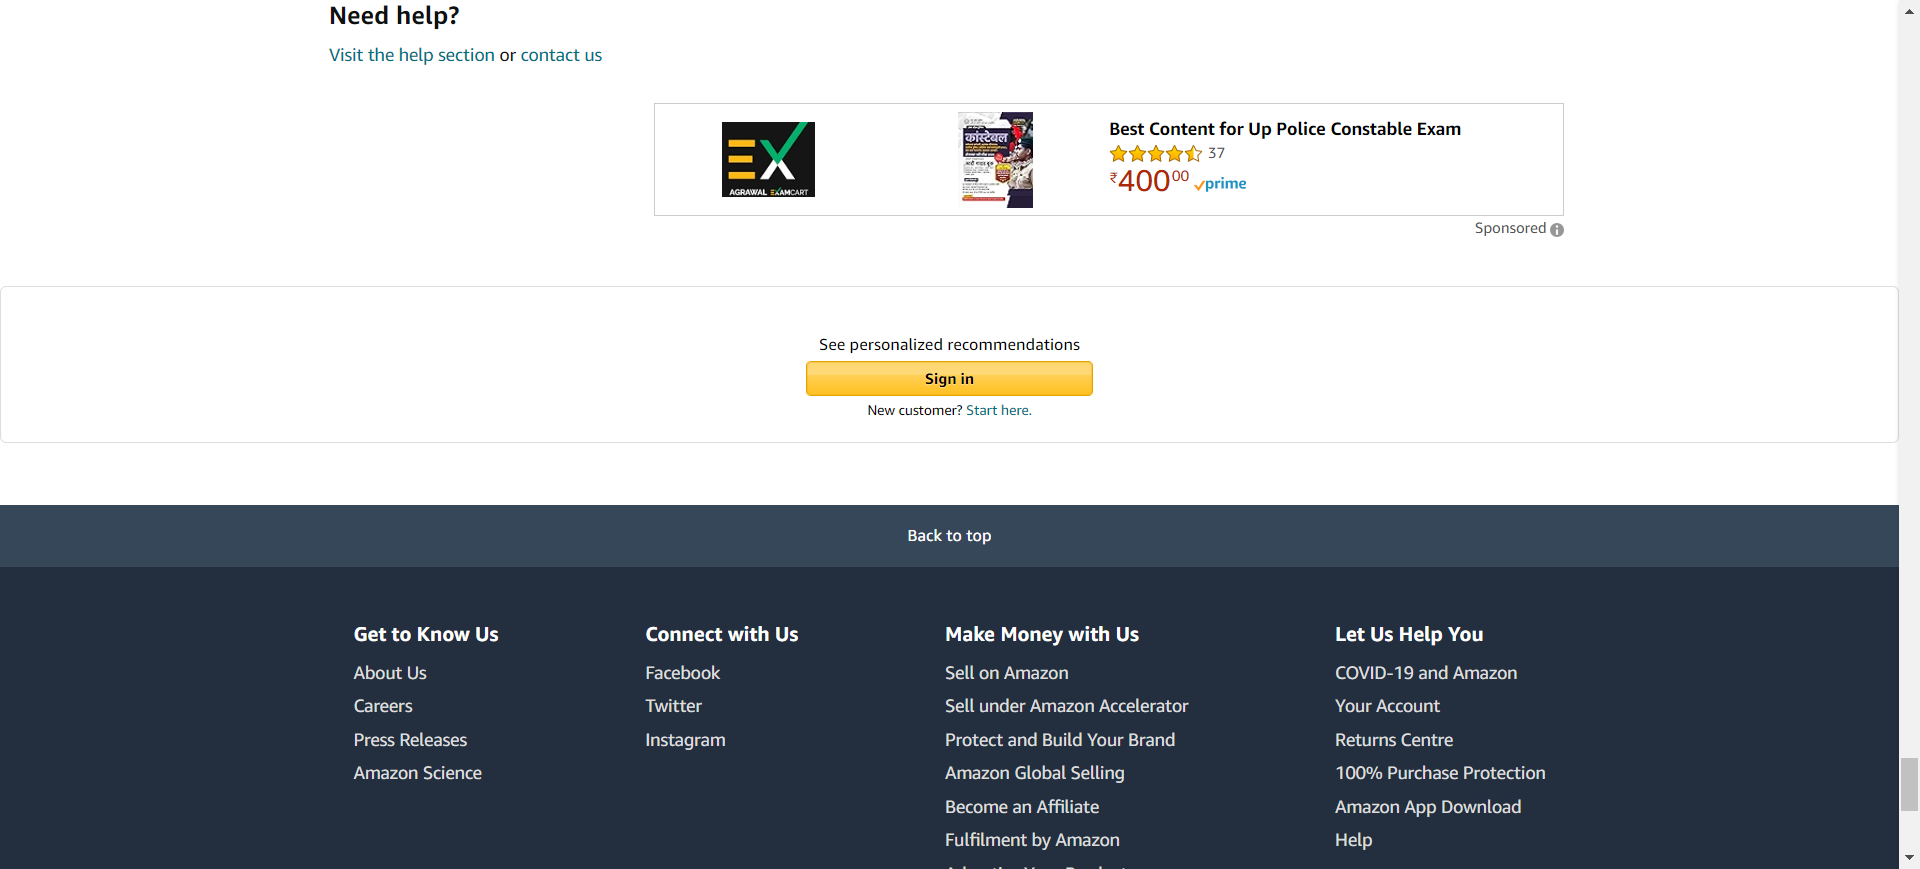 Need help?
Visit the help section or contact us
AGRAWAL EXAMCART
कांस्टेबल
Best Content for Up Police Constable Exam
37
₹40000 prime
Sponsored
See personalized recommendations
Sign in
New customer? Start here.
Back to top
Get to Know Us
About Us
Careers
Press Releases
Amazon Science
Connect with Us
Facebook
Twitter
Instagram
Make Money with Us
Sell on Amazon
Sell under Amazon Accelerator
Protect and Build Your Brand
Amazon Global Selling
Become an Affiliate
Fulfilment by Amazon
Let Us Help You
COVID-19 and Amazon
Your Account
Returns Centre
100% Purchase Protection
Amazon App Download
Help